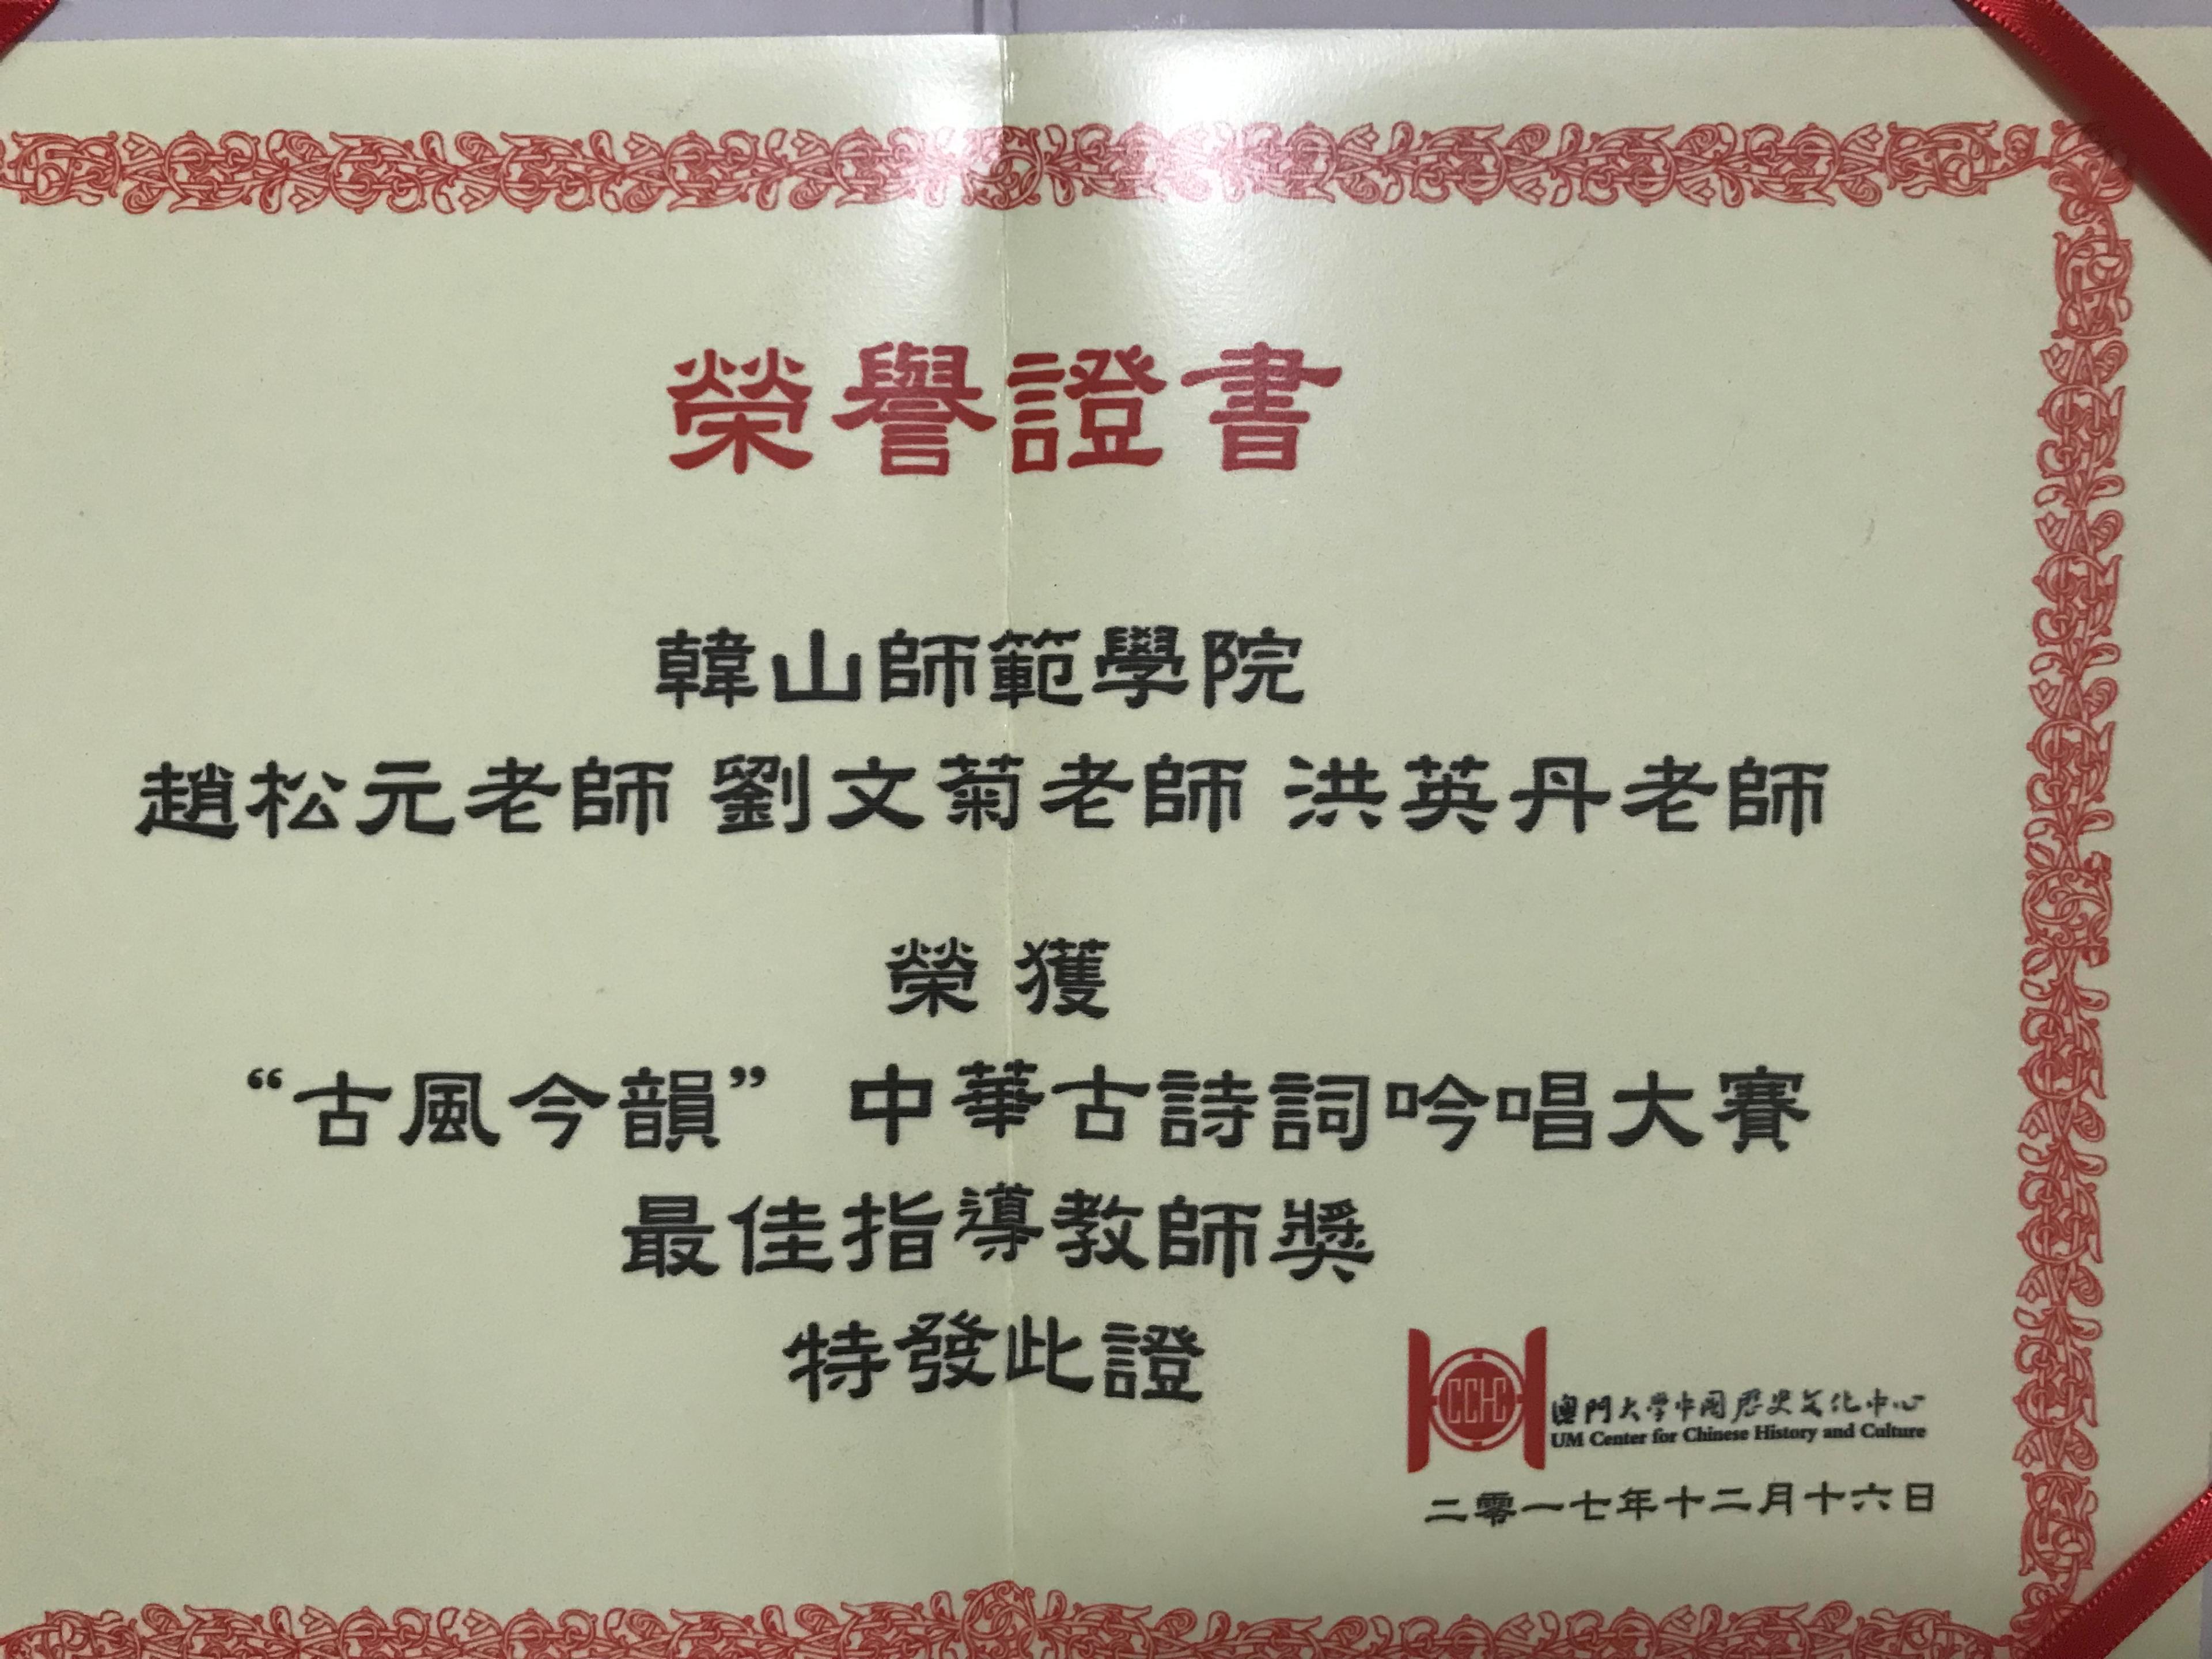 榮譽證書
韓山師範學院
趙松元老師 劉文菊老師 洪英丹老師
榮 獲
“古風今韻” 中華古詩詞吟唱大賽
最佳指導教師獎
特發此證
CCHC
澳門大学中国歷史文化中心
UM Center for Chinese History and Culture
二零一七年十二月十六日